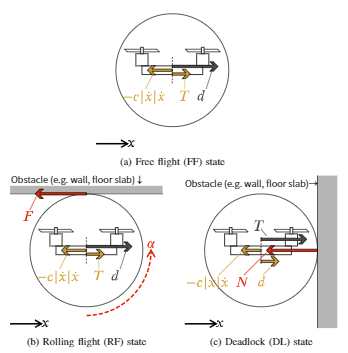 −c|ẋ|ẋ T d
x
(a) Free flight (FF) state
Obstacle (e.g. wall, floor slab)↓
F
α
−c|ẋ|ẋ T d
x
(b) Rolling flight (RF) state
Obstacle (e.g. wall, floor slab)→
T
−c|ẋ|ẋ N d
x
(c) Deadlock (DL) state